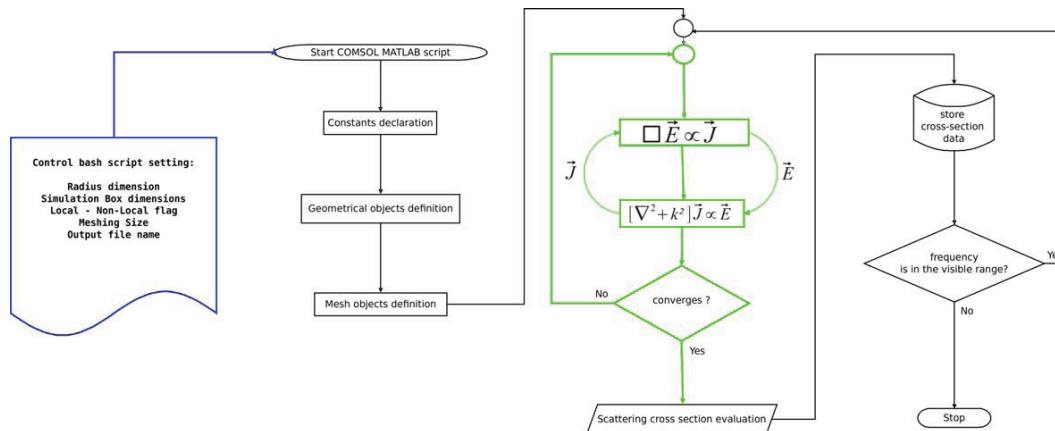 Control bash script setting:
Radius dimension
Simulation Box dimensions
Local - Non-Local flag
Meshing Size
Output file name
Start COMSOL MATLAB script
Constants declaration
Geometrical objects definition
Mesh objects definition
□ E⃗ ∝ J⃗
J⃗
E⃗
[∇² + k²] J⃗ ∝ E⃗
converges ?
No
Yes
Scattering cross section evaluation
store
cross-section
data
frequency
is in the visible range?
Ye
No
Stop